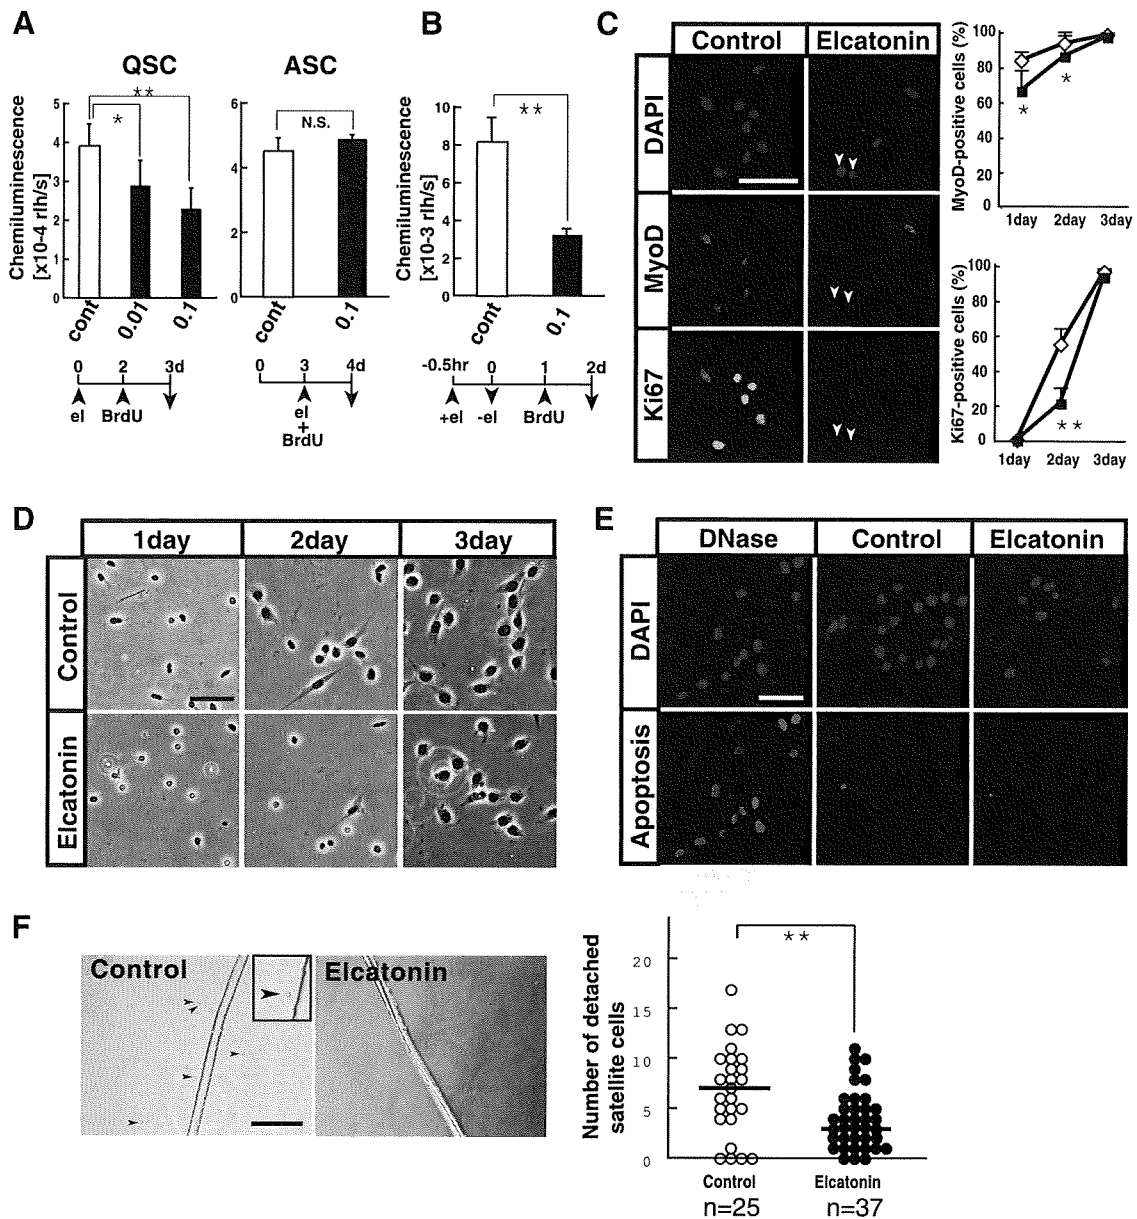 A
QSC
ASC
Chemiluminescence
[x10-4 rlh/s]
5
4
3
2
1
0
**
*
cont
0.01
0.1
6
4
2
0
N.S.
cont
0.1
0
2
3d
el
BrdU
0
3
4d
el
+
BrdU
B
Chemiluminescence
[x10-3 rlh/s]
10
8
6
4
2
0
**
cont
0.1
-0.5hr
0
1
2d
+el
-el
BrdU
C
Control
Elcatonin
DAPI
MyoD
Ki67
MyoD-positive cells (%)
100
80
60
40
20
0
*
*
1day
2day
3day
Ki67-positive cells (%)
100
80
60
40
20
0
**
1day
2day
3day
D
1day
2day
3day
Control
Elcatonin
E
DNase
Control
Elcatonin
DAPI
Apoptosis
F
Control
Elcatonin
Number of detached
satellite cells
20
15
10
5
0
**
Control
Elcatonin
n=25
n=37